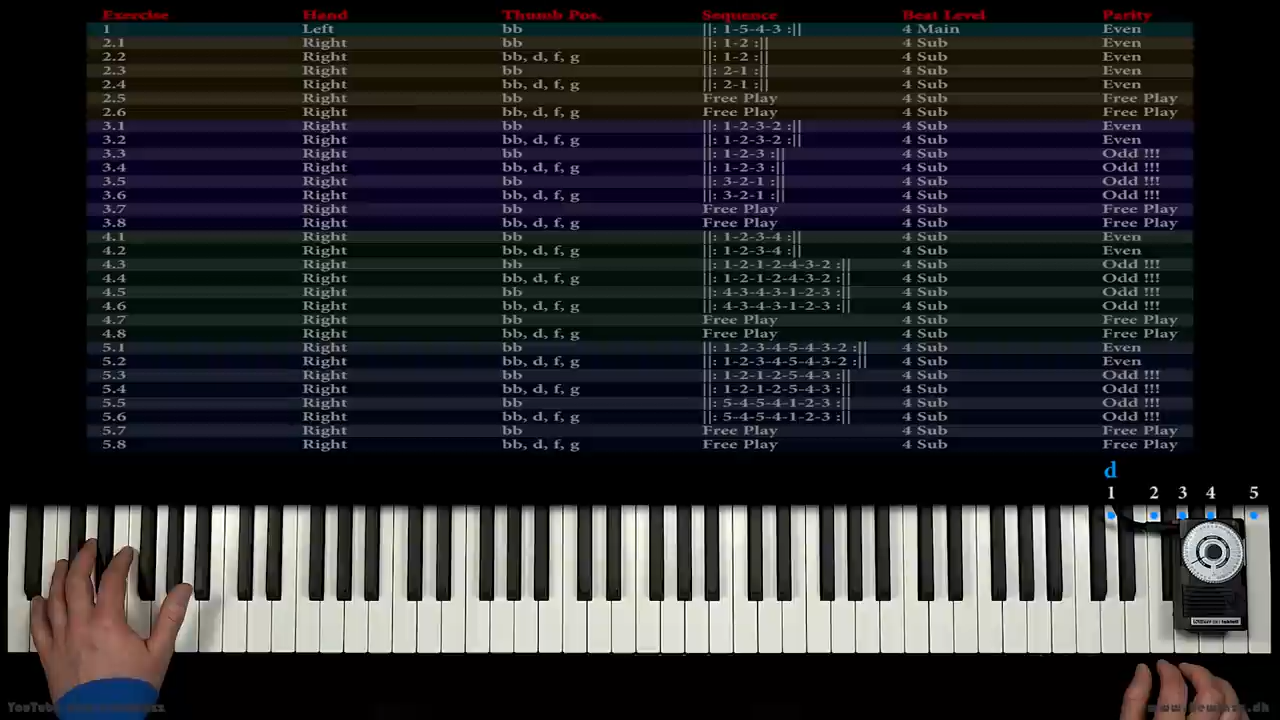 Exercise Hand Thumb Pos. Sequence Beat Level Parity
1 Left bb ||: 1-5-4-3 :|| 4 Main Even
2.1 Right bb ||: 1-2 :|| 4 Sub Even
2.2 Right bb, d, f, g ||: 1-2 :|| 4 Sub Even
2.3 Right bb ||: 2-1 :|| 4 Sub Even
2.4 Right bb, d, f, g ||: 2-1 :|| 4 Sub Even
2.5 Right bb Free Play 4 Sub Free Play
2.6 Right bb, d, f, g Free Play 4 Sub Free Play
3.1 Right bb ||: 1-2-3-2 :|| 4 Sub Even
3.2 Right bb, d, f, g ||: 1-2-3-2 :|| 4 Sub Even
3.3 Right bb ||: 1-2-3 :|| 4 Sub Odd !!!
3.4 Right bb, d, f, g ||: 1-2-3 :|| 4 Sub Odd !!!
3.5 Right bb ||: 3-2-1 :|| 4 Sub Odd !!!
3.6 Right bb, d, f, g ||: 3-2-1 :|| 4 Sub Odd !!!
3.7 Right bb Free Play 4 Sub Free Play
3.8 Right bb, d, f, g Free Play 4 Sub Free Play
4.1 Right bb ||: 1-2-3-4 :|| 4 Sub Even
4.2 Right bb, d, f, g ||: 1-2-3-4 :|| 4 Sub Even
4.3 Right bb ||: 1-2-1-2-4-3-2 :|| 4 Sub Odd !!!
4.4 Right bb, d, f, g ||: 1-2-1-2-4-3-2 :|| 4 Sub Odd !!!
4.5 Right bb ||: 4-3-4-3-1-2-3 :|| 4 Sub Odd !!!
4.6 Right bb, d, f, g ||: 4-3-4-3-1-2-3 :|| 4 Sub Odd !!!
4.7 Right bb Free Play 4 Sub Free Play
4.8 Right bb, d, f, g Free Play 4 Sub Free Play
5.1 Right bb ||: 1-2-3-4-5-4-3-2 :|| 4 Sub Even
5.2 Right bb, d, f, g ||: 1-2-3-4-5-4-3-2 :|| 4 Sub Even
5.3 Right bb ||: 1-2-1-2-5-4-3 :|| 4 Sub Odd !!!
5.4 Right bb, d, f, g ||: 1-2-1-2-5-4-3 :|| 4 Sub Odd !!!
5.5 Right bb ||: 5-4-5-4-1-2-3 :|| 4 Sub Odd !!!
5.6 Right bb, d, f, g ||: 5-4-5-4-1-2-3 :|| 4 Sub Odd !!!
5.7 Right bb Free Play 4 Sub Free Play
5.8 Right bb, d, f, g Free Play 4 Sub Free Play
d
1 2 3 4 5